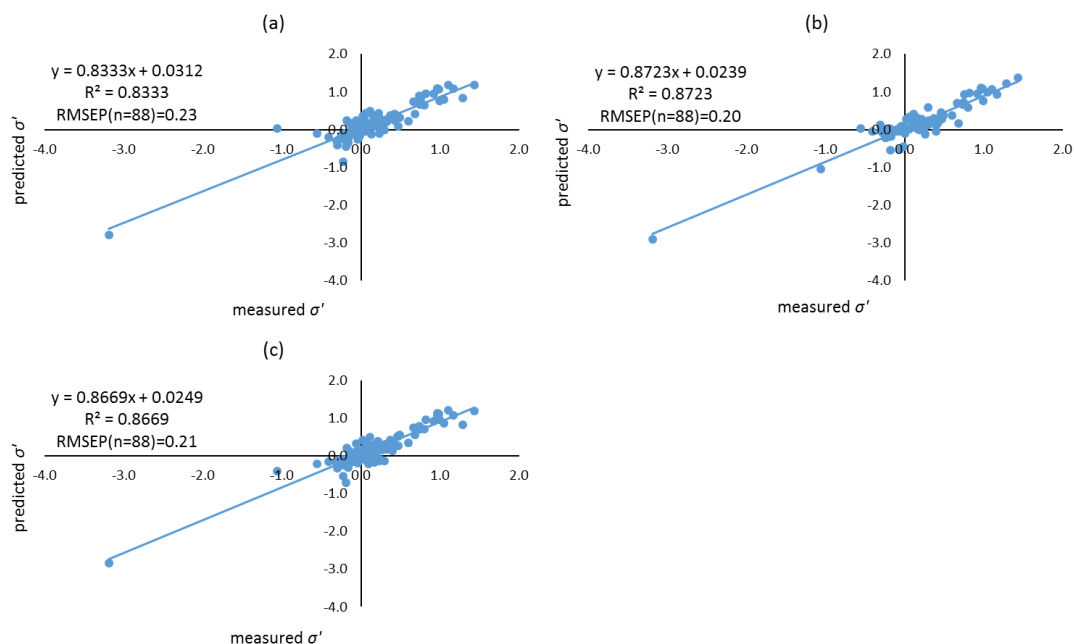 (a)
y = 0.8333x + 0.0312
R² = 0.8333
RMSEP(n=88)=0.23
predicted σ'
2.0
1.0
0.0
-1.0
-2.0
-3.0
-4.0
-4.0 -3.0 -2.0 -1.0 0.0 1.0 2.0
measured σ'
(b)
y = 0.8723x + 0.0239
R² = 0.8723
RMSEP(n=88)=0.20
predicted σ'
2.0
1.0
0.0
-1.0
-2.0
-3.0
-4.0
-4.0 -3.0 -2.0 -1.0 0.0 1.0 2.0
measured σ'
(c)
y = 0.8669x + 0.0249
R² = 0.8669
RMSEP(n=88)=0.21
predicted σ'
2.0
1.0
0.0
-1.0
-2.0
-3.0
-4.0
-4.0 -3.0 -2.0 -1.0 0.0 1.0 2.0
measured σ'